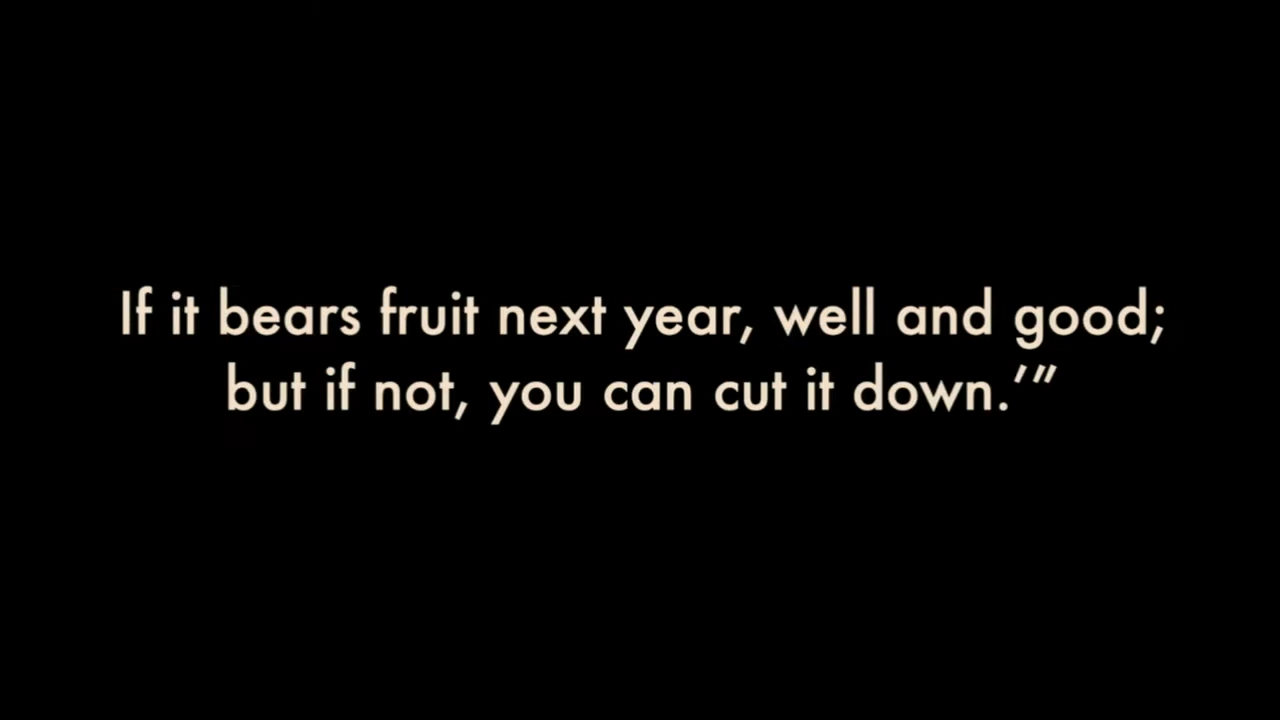 If it bears fruit next year, well and good;
but if not, you can cut it down.’”